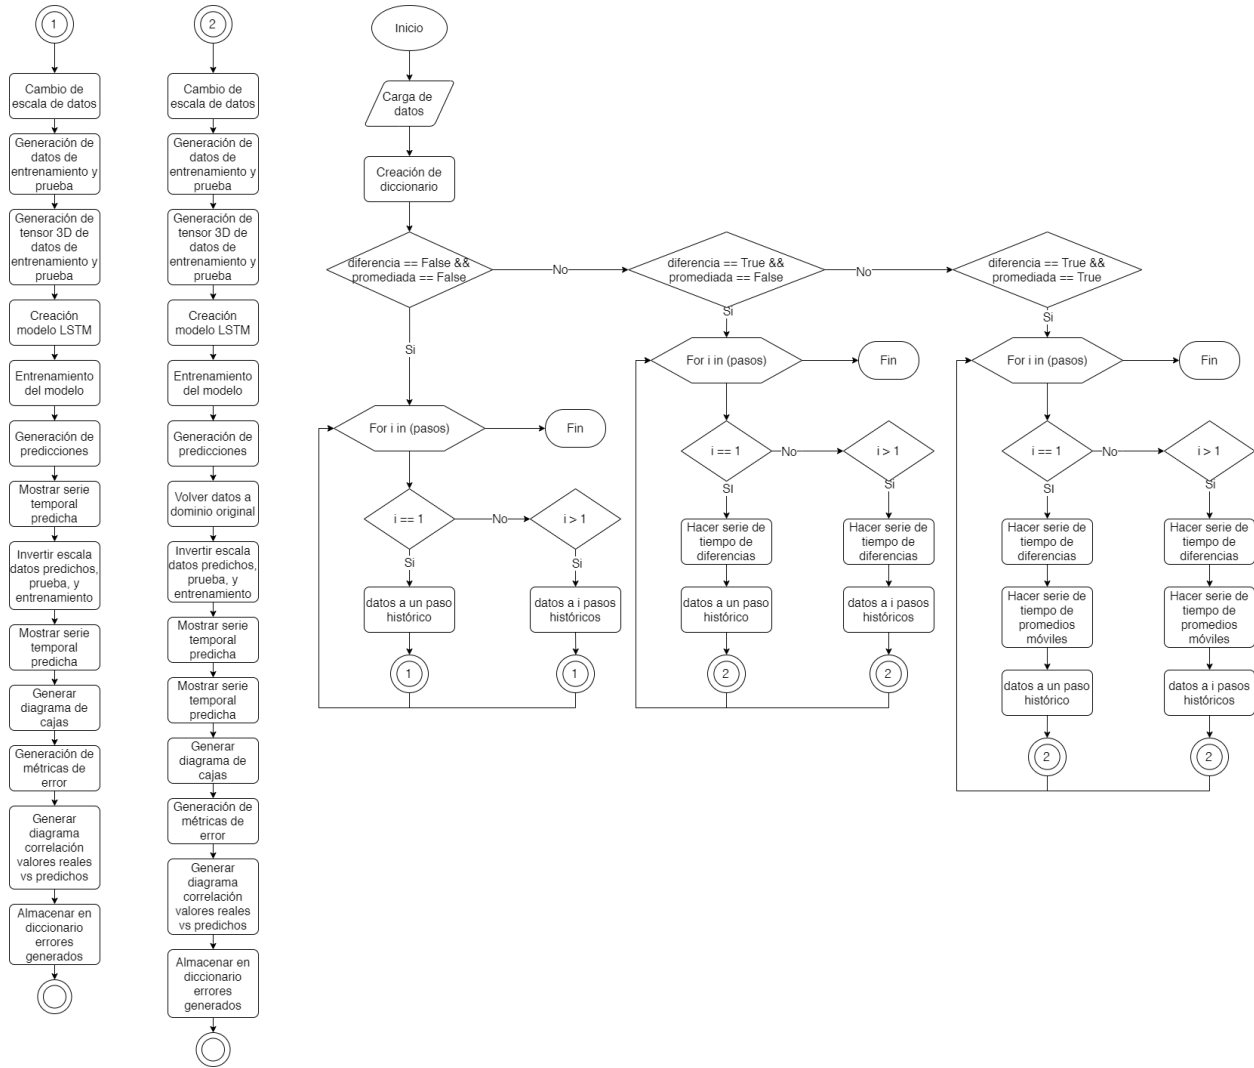 1
Cambio de
escala de datos
Generación de
datos de
entrenamiento y
prueba
Generación de
tensor 3D de
datos de
entrenamiento y
prueba
Creación
modelo LSTM
Entrenamiento
del modelo
Generación de
predicciones
Mostrar serie
temporal
predicha
Invertir escala
datos predichos,
prueba, y
entrenamiento
Mostrar serie
temporal
predicha
Generar
diagrama de
cajas
Generación de
métricas de
error
Generar
diagrama
correlación
valores reales
vs predichos
Almacenar en
diccionario
errores
generados
2
Cambio de
escala de datos
Generación de
datos de
entrenamiento y
prueba
Generación de
tensor 3D de
datos de
entrenamiento y
prueba
Creación
modelo LSTM
Entrenamiento
del modelo
Generación de
predicciones
Volver datos a
dominio original
Invertir escala
datos predichos,
prueba, y
entrenamiento
Mostrar serie
temporal
predicha
Mostrar serie
temporal
predicha
Generar
diagrama de
cajas
Generación de
métricas de
error
Generar
diagrama
correlación
valores reales
vs predichos
Almacenar en
diccionario
errores
generados
Inicio
Carga de
datos
Creación de
diccionario
diferencia == False &&
promediada == False
No
diferencia == True &&
promediada == False
No
diferencia == True &&
promediada == True
Si
For i in (pasos)
Fin
i == 1
No
i > 1
Si
Si
datos a un paso
histórico
datos a i pasos
históricos
1
1
Si
For i in (pasos)
Fin
i == 1
No
i > 1
SI
Si
Hacer serie de
tiempo de
diferencias
Hacer serie de
tiempo de
diferencias
datos a un paso
histórico
datos a i pasos
históricos
2
2
Si
For i in (pasos)
Fin
i == 1
No
i > 1
SI
Si
Hacer serie de
tiempo de
diferencias
Hacer serie de
tiempo de
diferencias
Hacer serie de
tiempo de
promedios
móviles
Hacer serie de
tiempo de
promedios
móviles
datos a un paso
histórico
datos a i pasos
históricos
2
2